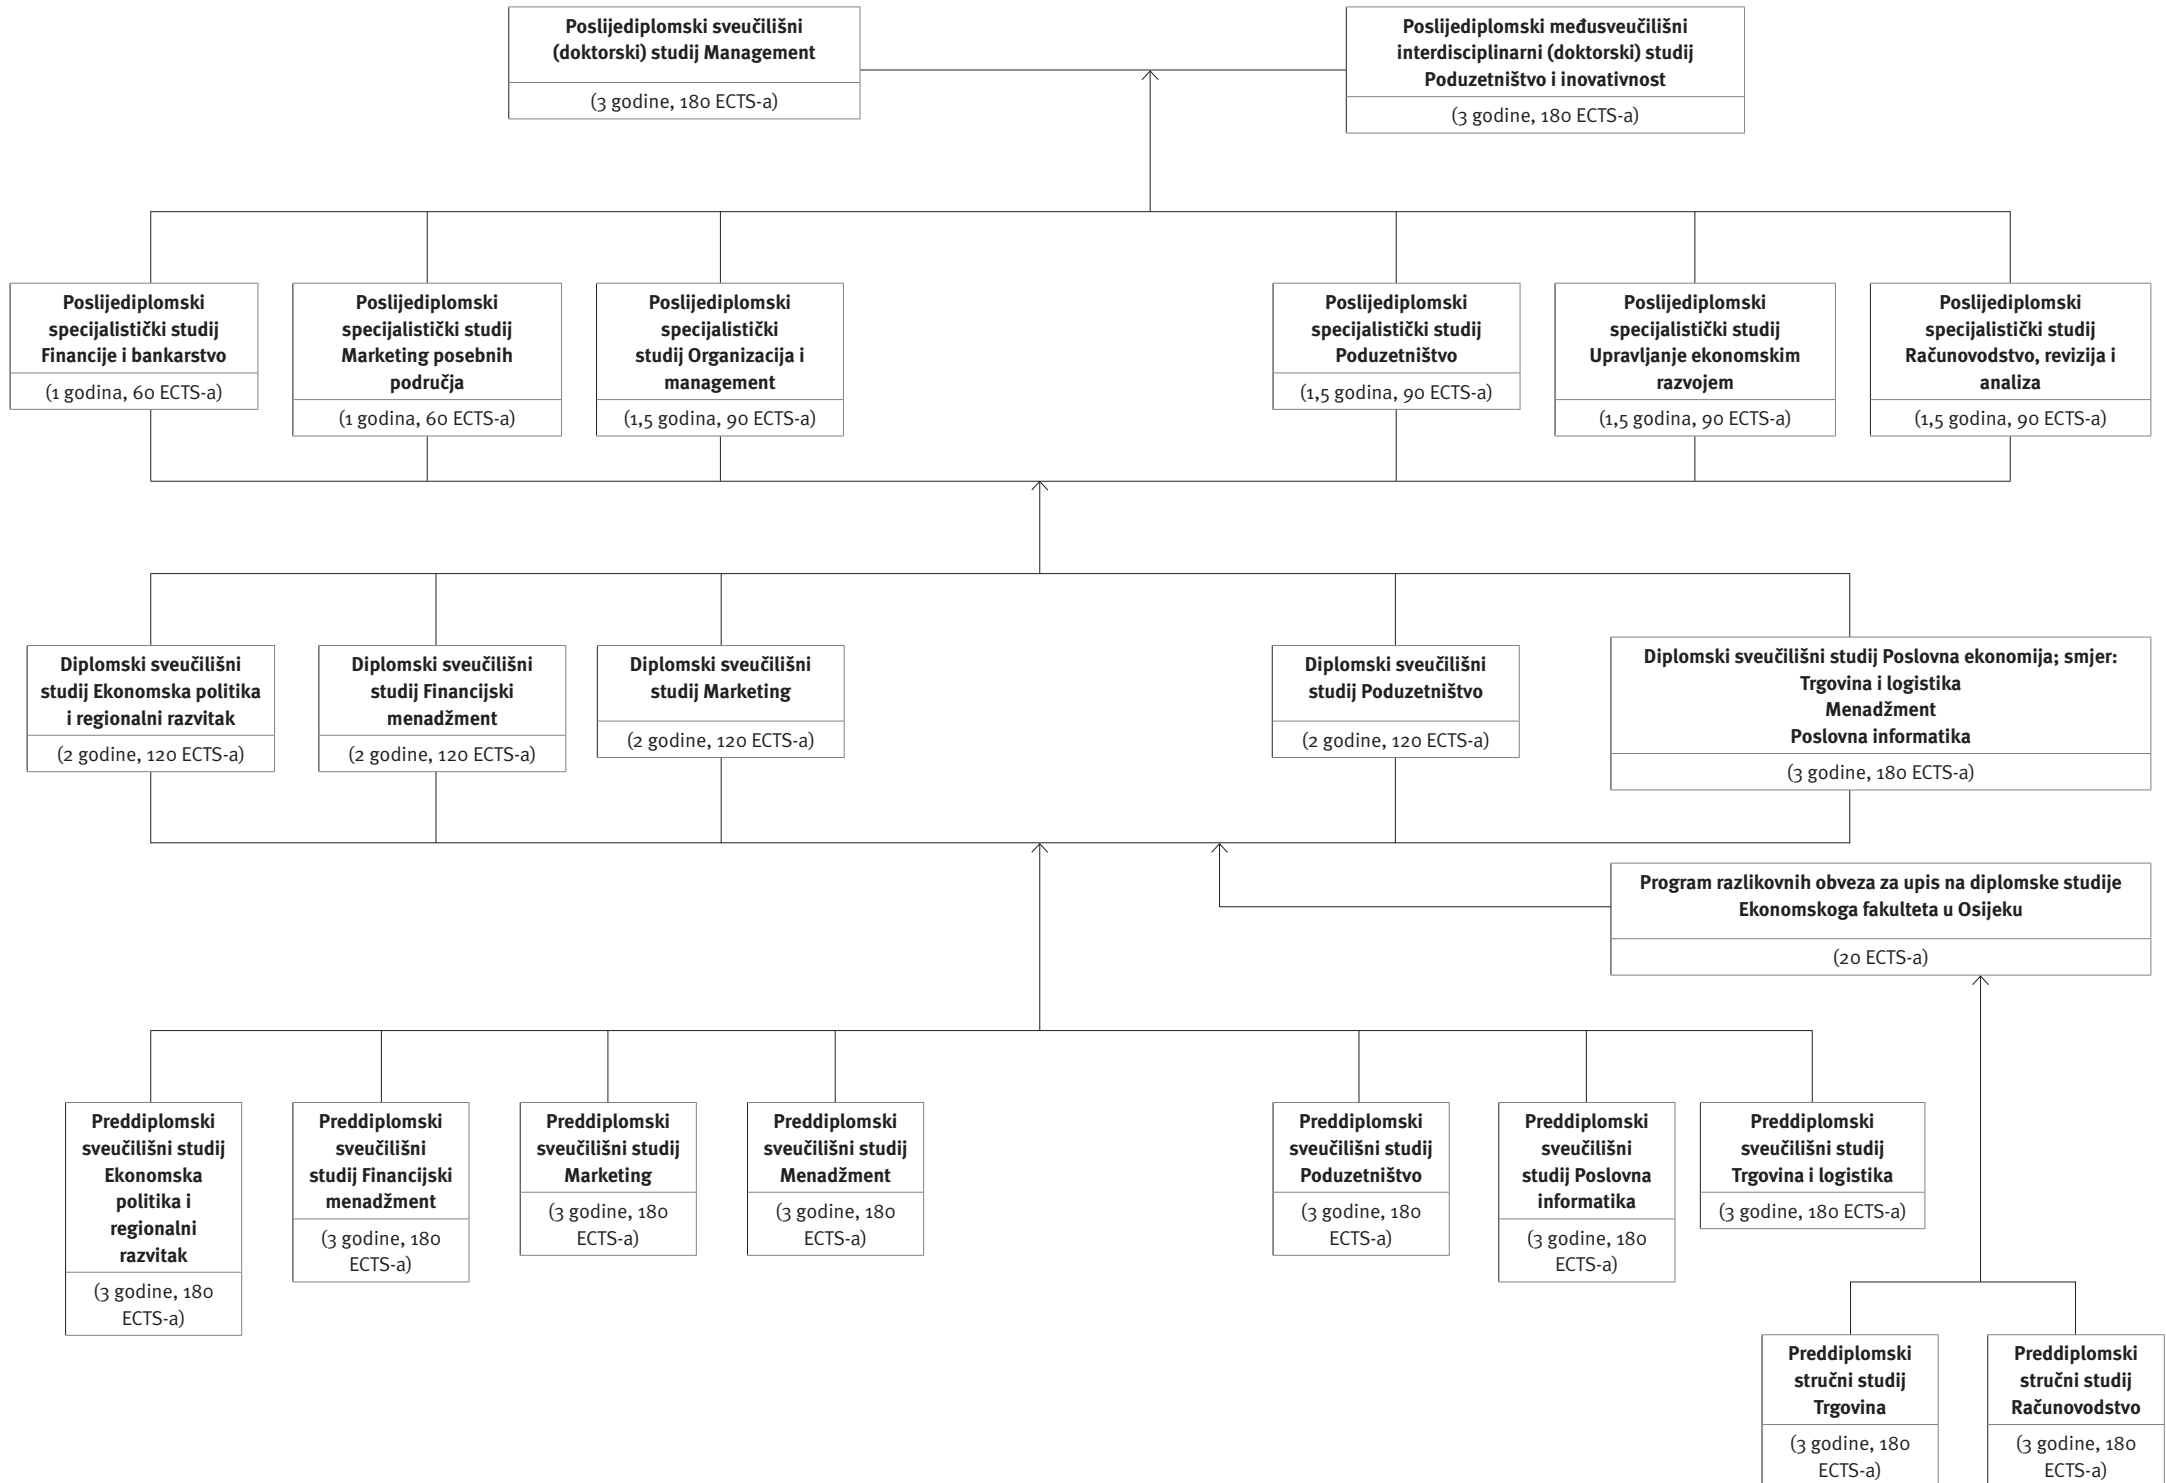 Poslijediplomski sveučilišni
(doktorski) studij Management
(3 godine, 180 ECTS-a)
Poslijediplomski međusveučilišni
interdisciplinarni (doktorski) studij
Poduzetništvo i inovativnost
(3 godine, 180 ECTS-a)
Poslijediplomski
specijalistički studij
Financije i bankarstvo
(1 godina, 60 ECTS-a)
Poslijediplomski
specijalistički studij
Marketing posebnih
područja
(1 godina, 60 ECTS-a)
Poslijediplomski
specijalistički
studij Organizacija i
management
(1,5 godina, 90 ECTS-a)
Poslijediplomski
specijalistički studij
Poduzetništvo
(1,5 godina, 90 ECTS-a)
Poslijediplomski
specijalistički studij
Upravljanje ekonomskim
razvojem
(1,5 godina, 90 ECTS-a)
Poslijediplomski
specijalistički studij
Računovodstvo, revizija i
analiza
(1,5 godina, 90 ECTS-a)
Diplomski sveučilišni
studij Ekonomska politika
i regionalni razvitak
(2 godine, 120 ECTS-a)
Diplomski sveučilišni
studij Financijski
menadžment
(2 godine, 120 ECTS-a)
Diplomski sveučilišni
studij Marketing
(2 godine, 120 ECTS-a)
Diplomski sveučilišni
studij Poduzetništvo
(2 godine, 120 ECTS-a)
Diplomski sveučilišni studij Poslovna ekonomija; smjer:
Trgovina i logistika
Menadžment
Poslovna informatika
(3 godine, 180 ECTS-a)
Program razlikovnih obveza za upis na diplomske studije
Ekonomskoga fakulteta u Osijeku
(20 ECTS-a)
Preddiplomski
sveučilišni studij
Ekonomska
politika i
regionalni
razvitak
(3 godine, 180
ECTS-a)
Preddiplomski
sveučilišni
studij Financijski
menadžment
(3 godine, 180
ECTS-a)
Preddiplomski
sveučilišni studij
Marketing
(3 godine, 180
ECTS-a)
Preddiplomski
sveučilišni studij
Menadžment
(3 godine, 180
ECTS-a)
Preddiplomski
sveučilišni studij
Poduzetništvo
(3 godine, 180
ECTS-a)
Preddiplomski
sveučilišni
studij Poslovna
informatika
(3 godine, 180
ECTS-a)
Preddiplomski
sveučilišni studij
Trgovina i logistika
(3 godine, 180 ECTS-a)
Preddiplomski
stručni studij
Trgovina
(3 godine, 180
ECTS-a)
Preddiplomski
stručni studij
Računovodstvo
(3 godine, 180
ECTS-a)